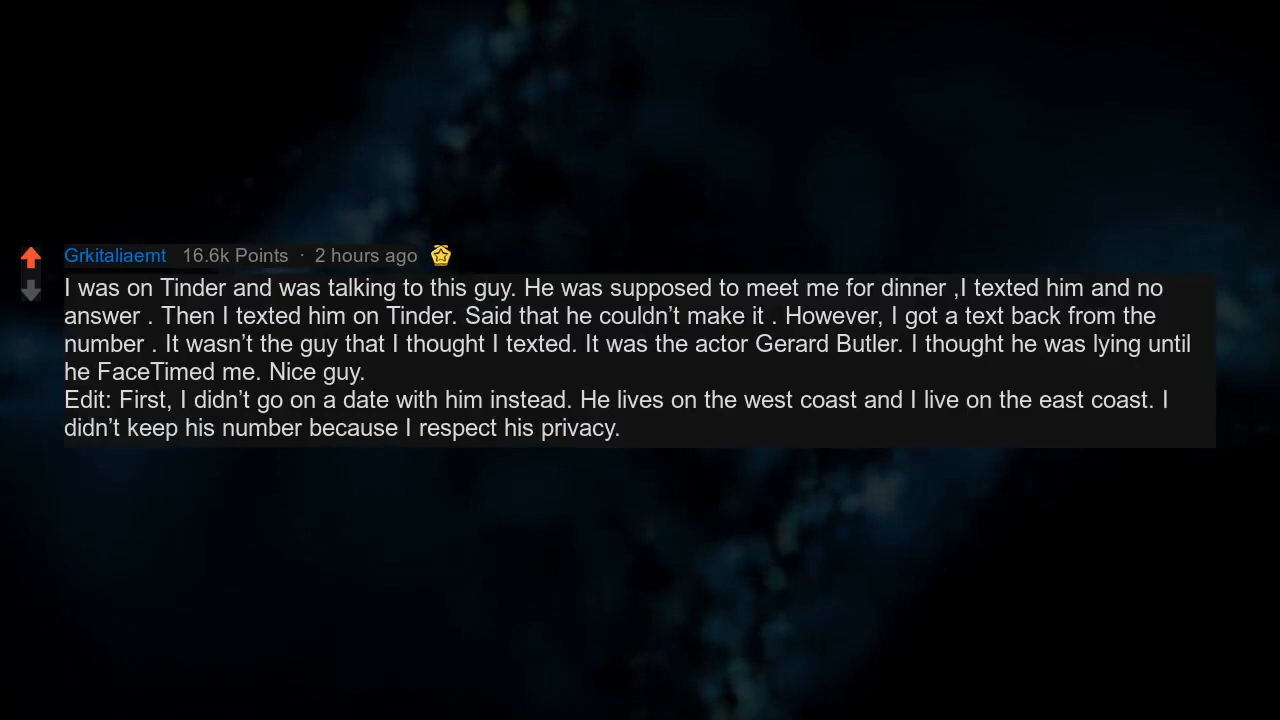 Grkitaliaemt 16.6k Points · 2 hours ago
I was on Tinder and was talking to this guy. He was supposed to meet me for dinner ,I texted him and no
answer . Then I texted him on Tinder. Said that he couldn’t make it . However, I got a text back from the
number . It wasn’t the guy that I thought I texted. It was the actor Gerard Butler. I thought he was lying until
he FaceTimed me. Nice guy.
Edit: First, I didn’t go on a date with him instead. He lives on the west coast and I live on the east coast. I
didn’t keep his number because I respect his privacy.